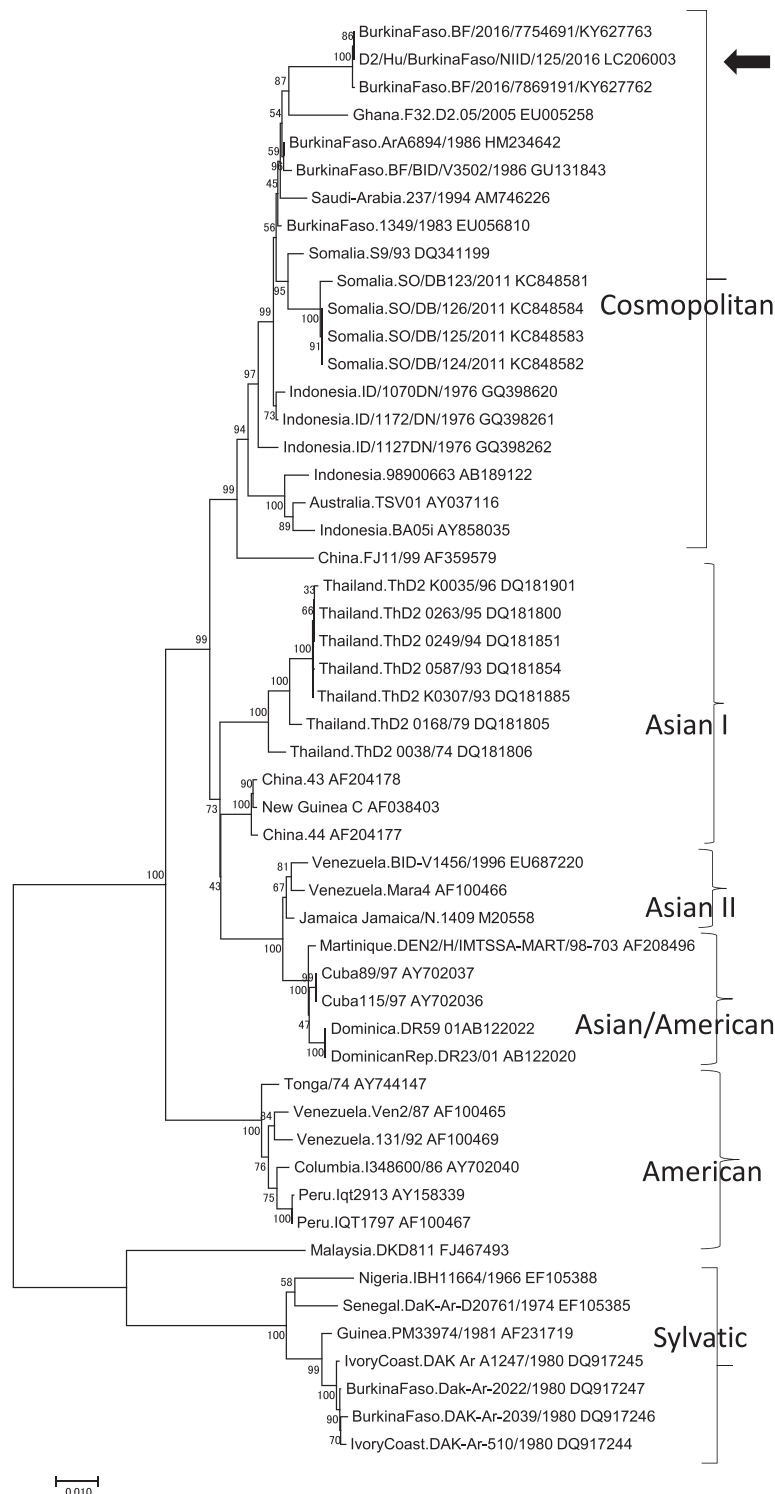 BurkinaFaso.BF/2016/7754691/KY627763
D2/Hu/BurkinaFaso/NIID/125/2016 LC206003
BurkinaFaso.BF/2016/7869191/KY627762
Ghana.F32.D2.05/2005 EU005258
BurkinaFaso.ArA6894/1986 HM234642
BurkinaFaso.BF/BID/V3502/1986 GU131843
Saudi-Arabia.237/1994 AM746226
BurkinaFaso.1349/1983 EU056810
Somalia.S9/93 DQ341199
Somalia.SO/DB123/2011 KC848581
Somalia.SO/DB/126/2011 KC848584
Somalia.SO/DB/125/2011 KC848583
Somalia.SO/DB/124/2011 KC848582
Indonesia.ID/1070DN/1976 GQ398620
Indonesia.ID/1172/DN/1976 GQ398261
Indonesia.ID/1127DN/1976 GQ398262
Indonesia.98900663 AB189122
Australia.TSV01 AY037116
Indonesia.BA05i AY858035
China.FJ11/99 AF359579
Cosmopolitan
Thailand.ThD2 K0035/96 DQ181901
Thailand.ThD2 0263/95 DQ181800
Thailand.ThD2 0249/94 DQ181851
Thailand.ThD2 0587/93 DQ181854
Thailand.ThD2 K0307/93 DQ181885
Thailand.ThD2 0168/79 DQ181805
Thailand.ThD2 0038/74 DQ181806
China.43 AF204178
New Guinea C AF038403
China.44 AF204177
Asian I
Venezuela.BID-V1456/1996 EU687220
Venezuela.Mara4 AF100466
Jamaica Jamaica/N.1409 M20558
Asian II
Martinique.DEN2/H/IMTSSA-MART/98-703 AF208496
Cuba89/97 AY702037
Cuba115/97 AY702036
Dominica.DR59 01AB122022
DominicanRep.DR23/01 AB122020
Asian/American
Tonga/74 AY744147
Venezuela.Ven2/87 AF100465
Venezuela.131/92 AF100469
Columbia.I348600/86 AY702040
Peru.Iqt2913 AY158339
Peru.IQT1797 AF100467
American
Malaysia.DKD811 FJ467493
Nigeria.IBH11664/1966 EF105388
Senegal.DaK-Ar-D20761/1974 EF105385
Guinea.PM33974/1981 AF231719
IvoryCoast.DAK Ar A1247/1980 DQ917245
BurkinaFaso.Dak-Ar-2022/1980 DQ917247
BurkinaFaso.DAK-Ar-2039/1980 DQ917246
IvoryCoast.DAK-Ar-510/1980 DQ917244
Sylvatic
86
100
87
54
59
45
56
95
100
91
99
73
97
94
100
89
99
33
66
100
100
100
99
90
100
73
43
81
67
100
99
100
47
100
100
84
100
76
75
100
58
100
99
100
90
70
0.010